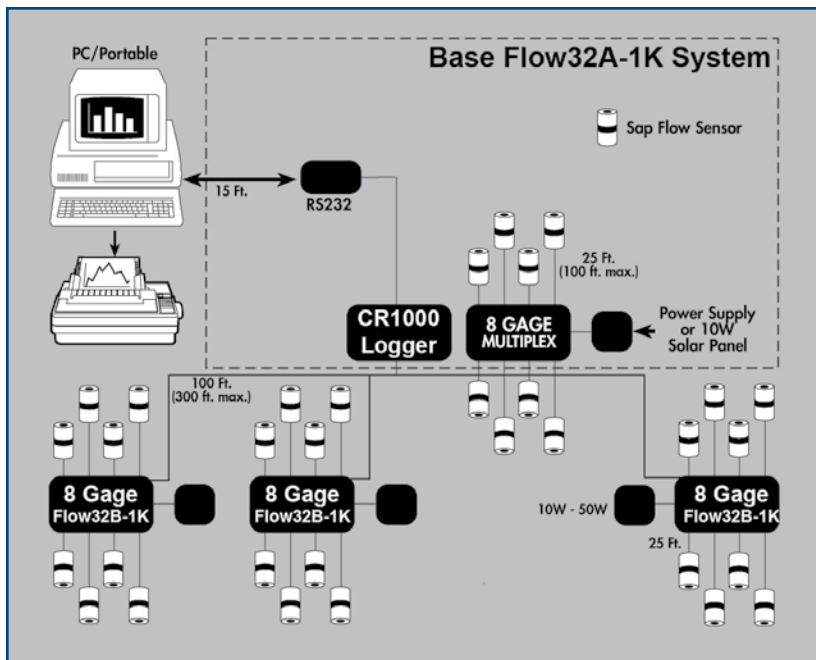 PC/Portable
Base Flow32A-1K System
Sap Flow Sensor
15 Ft.
RS232
25 Ft.
(100 ft. max.)
CR1000
Logger
8 GAGE
MULTIPLEX
Power Supply
or 10W
Solar Panel
100 Ft.
(300 ft. max.)
8 Gage
Flow32B-1K
8 Gage
Flow32B-1K
10W - 50W
8 Gage
Flow32B-1K
25 Ft.